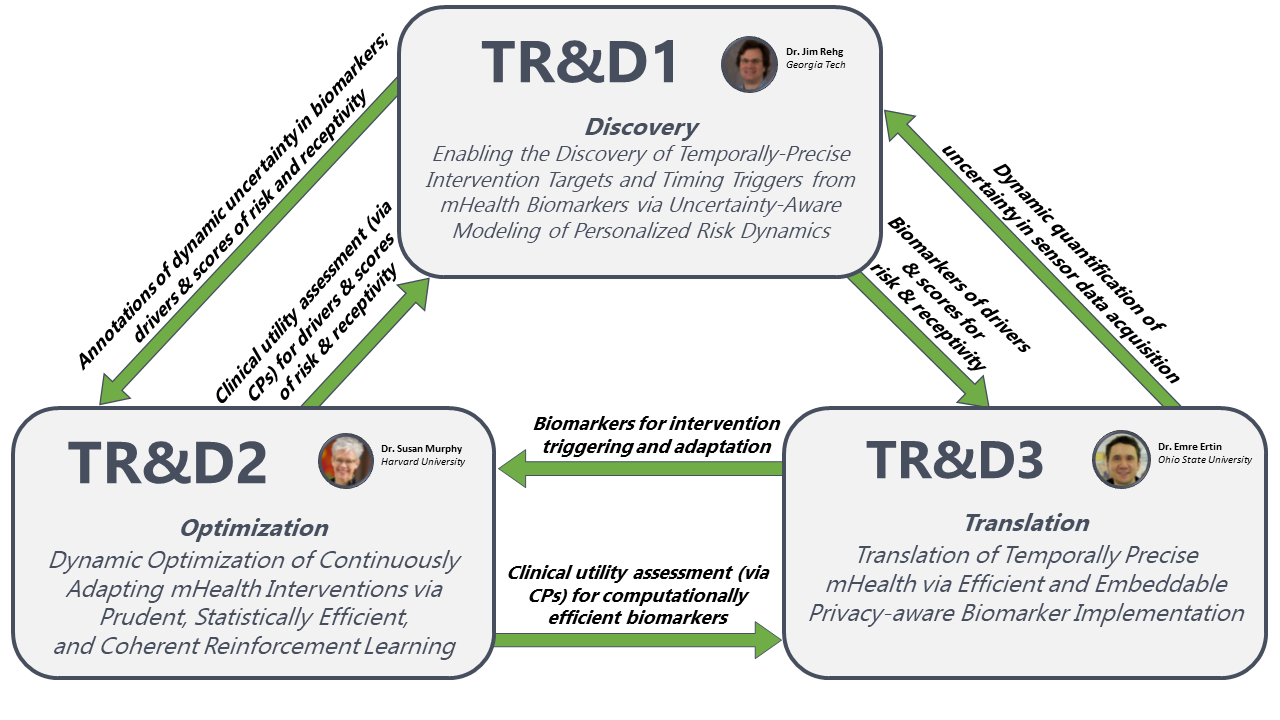 TR&D1
Dr. Jim Rehg
Georgia Tech
Discovery
Enabling the Discovery of Temporally-Precise
Intervention Targets and Timing Triggers from
mHealth Biomarkers via Uncertainty-Aware
Modeling of Personalized Risk Dynamics
Annotations of dynamic uncertainty in biomarkers;
drivers & scores of risk and receptivity
Clinical utility assessment (via
CPs) for drivers & scores
of risk & receptivity
Biomarkers of drivers
& scores for
risk & receptivity
Dynamic quantification of
uncertainty in sensor data acquisition
TR&D2
Dr. Susan Murphy
Harvard University
Optimization
Dynamic Optimization of Continuously
Adapting mHealth Interventions via
Prudent, Statistically Efficient,
and Coherent Reinforcement Learning
Biomarkers for intervention
triggering and adaptation
Clinical utility assessment (via
CPs) for computationally
efficient biomarkers
TR&D3
Dr. Emre Ertin
Ohio State University
Translation
Translation of Temporally Precise
mHealth via Efficient and Embeddable
Privacy-aware Biomarker Implementation